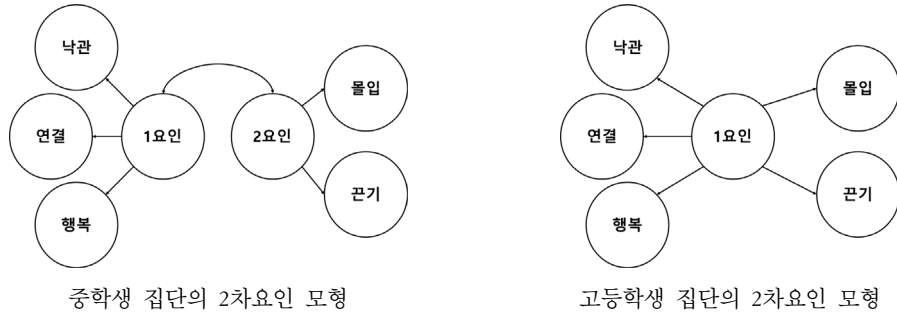 낙관
연결
행복
1요인
2요인
몰입
끈기
중학생 집단의 2차요인 모형
낙관
연결
행복
1요인
몰입
끈기
고등학생 집단의 2차요인 모형